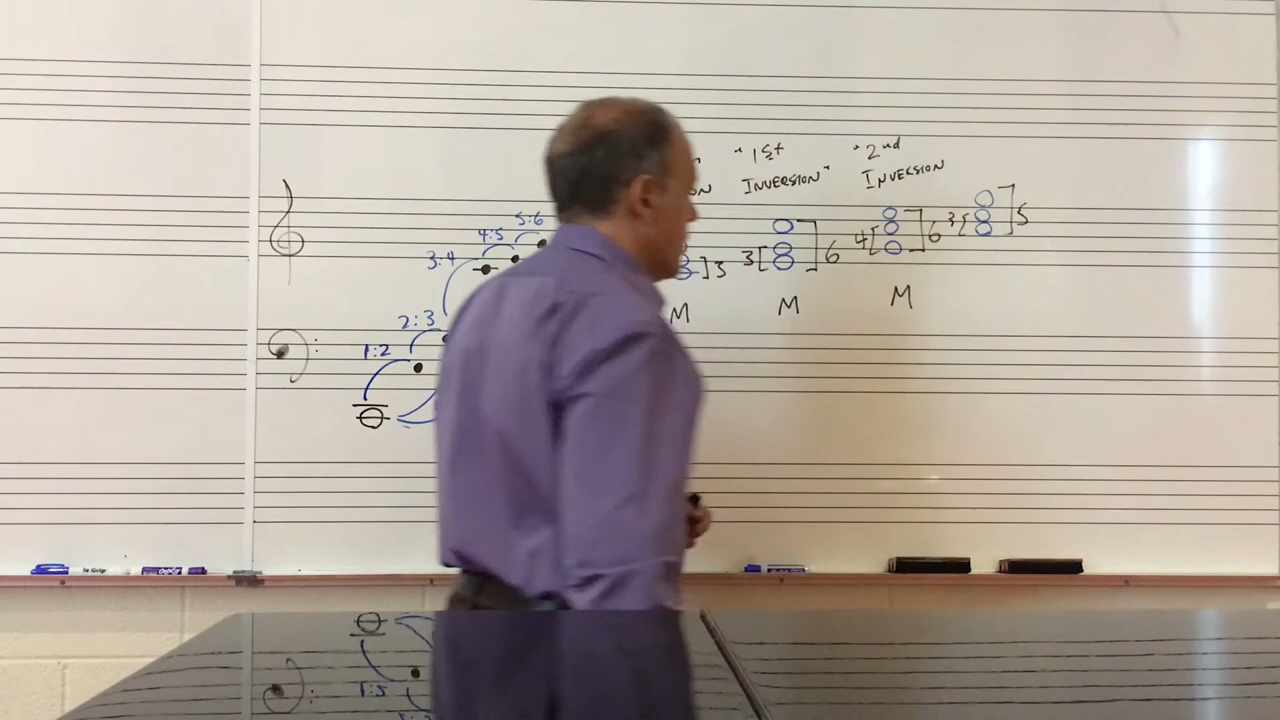 "1st
INVERSION"
"2nd
INVERSION
5:6
4:5
3:4
2:3
1:2
]3
3[
]6
4[
]6
3[
]5
M
M
M